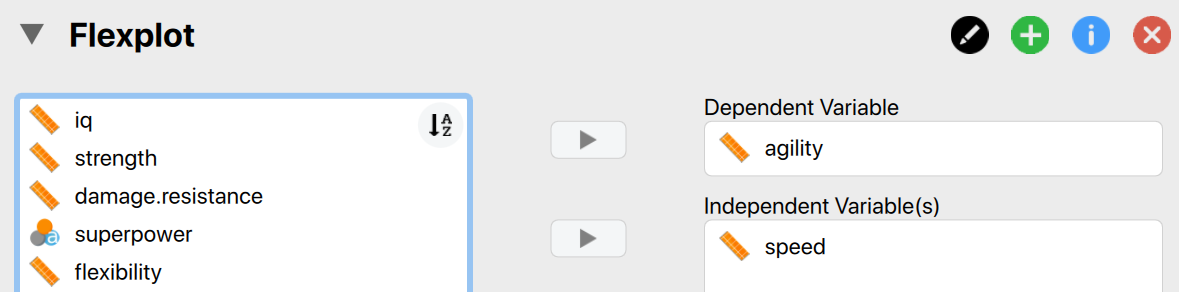 Flexplot
iq
A
Z
strength
damage.resistance
superpower
flexibility
Dependent Variable
agility
Independent Variable(s)
speed